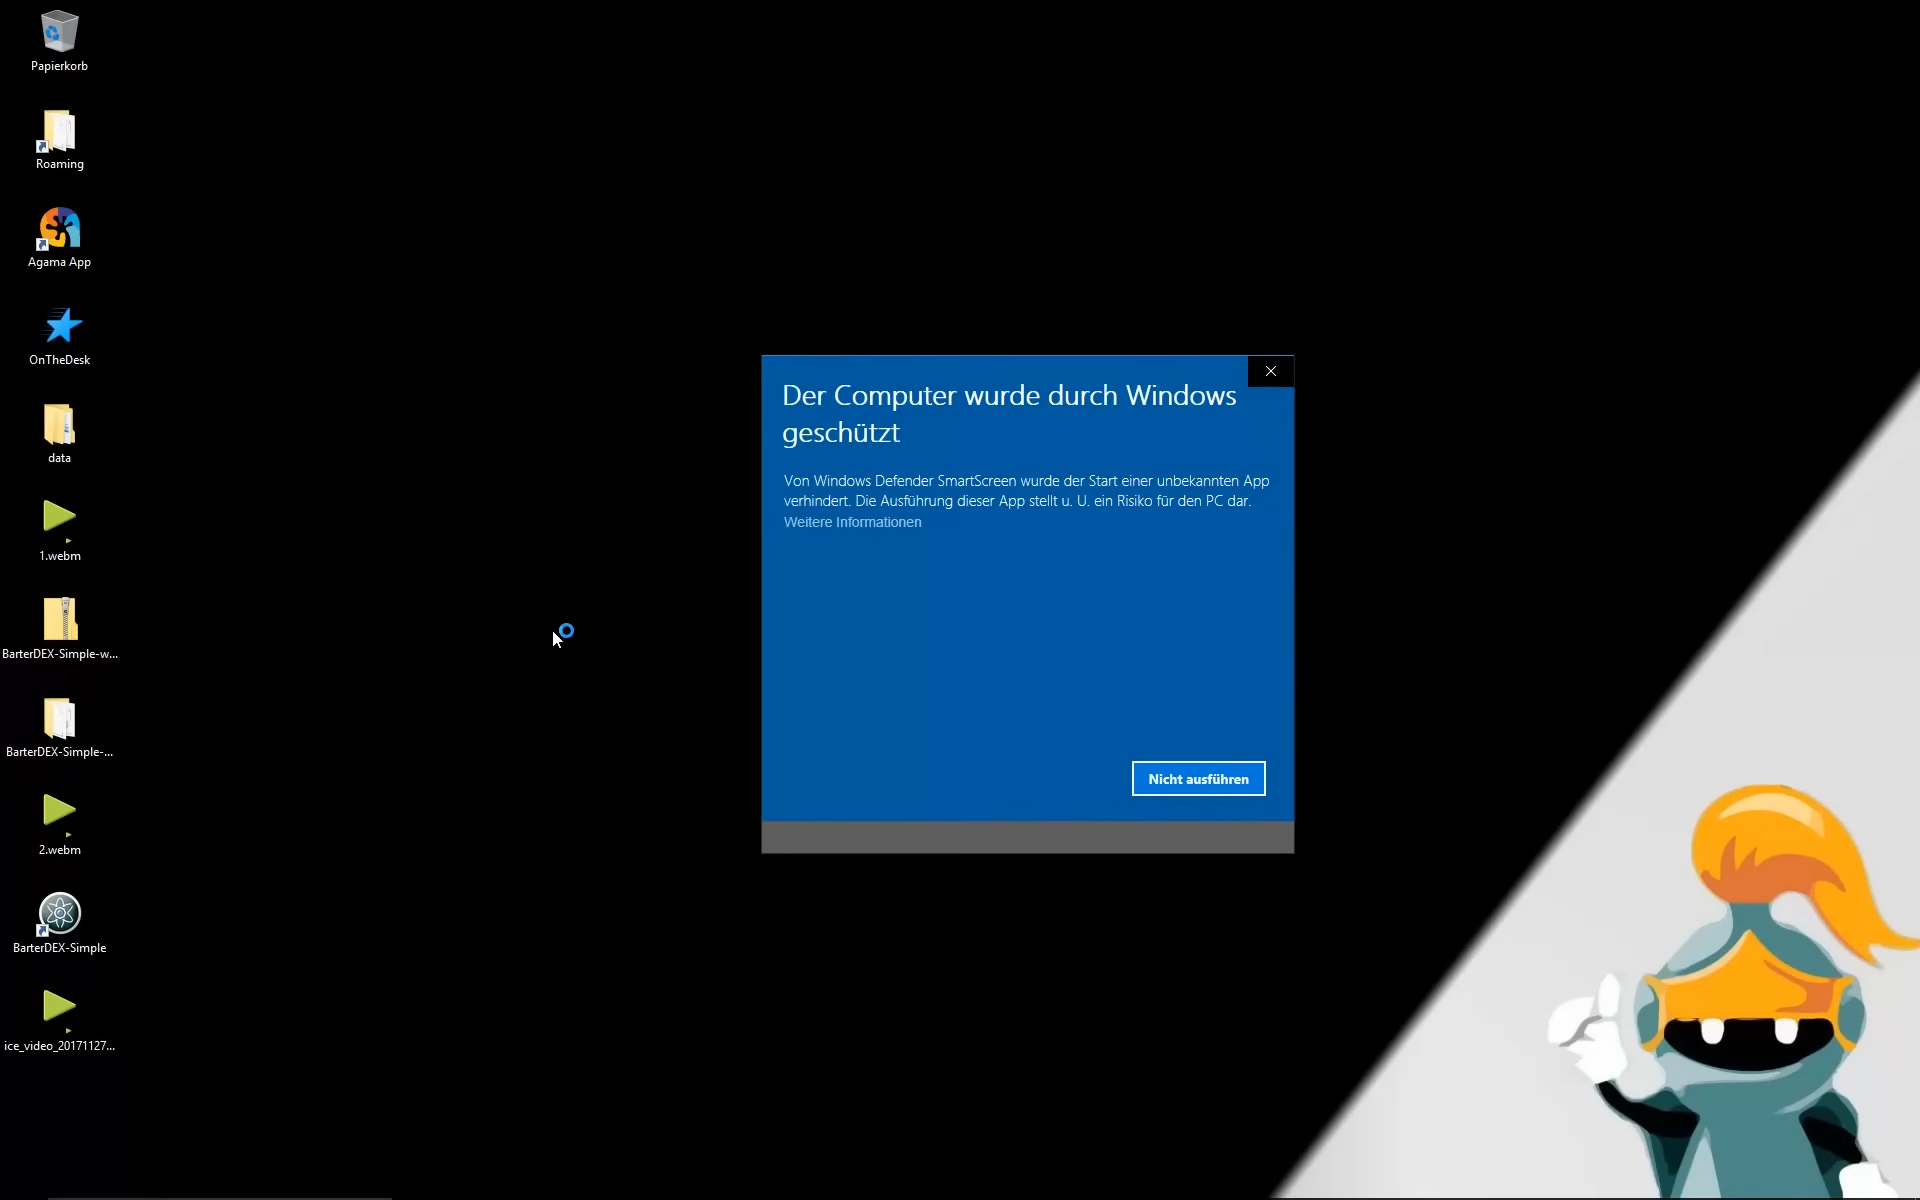 Papierkorb
Roaming
Agama App
OnTheDesk
data
1.webm
BarterDEX-Simple-w...
BarterDEX-Simple-...
2.webm
BarterDEX-Simple
ice_video_20171127...
Der Computer wurde durch Windows
geschützt
Von Windows Defender SmartScreen wurde der Start einer unbekannten App
verhindert. Die Ausführung dieser App stellt u. U. ein Risiko für den PC dar.
Weitere Informationen
Nicht ausführen